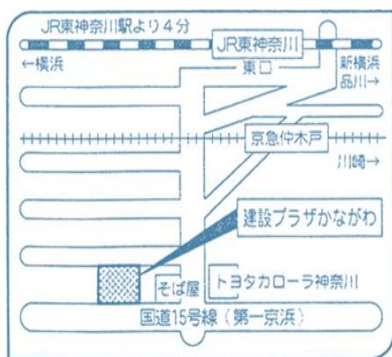 JR東神奈川駅より4分
JR東神奈川
←横浜
東口
新横浜
品川→
京急仲木戸
川崎→
建設プラザかながわ
そば屋
トヨタカローラ神奈川
国道15号線(第一京浜)